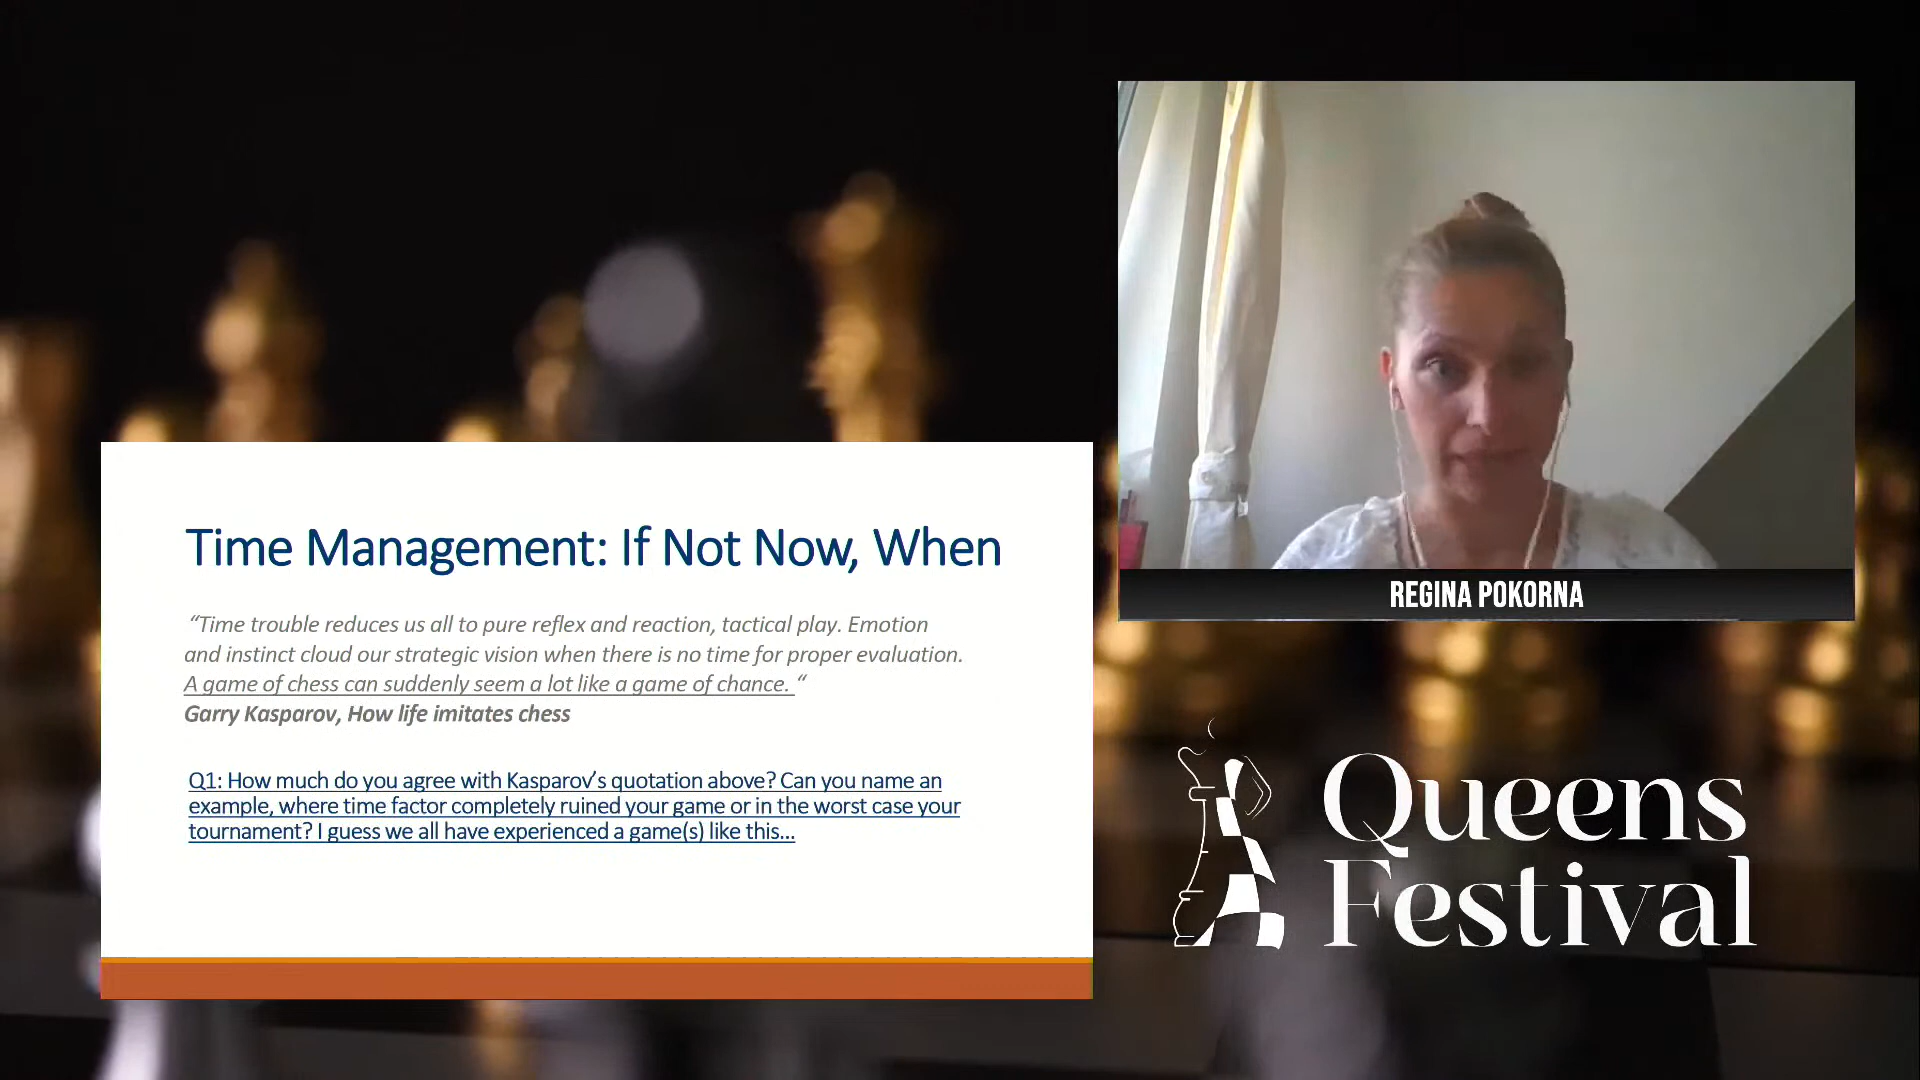 Time Management: If Not Now, When
“Time trouble reduces us all to pure reflex and reaction, tactical play. Emotion
and instinct cloud our strategic vision when there is no time for proper evaluation.
A game of chess can suddenly seem a lot like a game of chance. “
Garry Kasparov, How life imitates chess
Q1: How much do you agree with Kasparov’s quotation above? Can you name an
example, where time factor completely ruined your game or in the worst case your
tournament? I guess we all have experienced a game(s) like this...
REGINA POKORNA
Queens
Festival